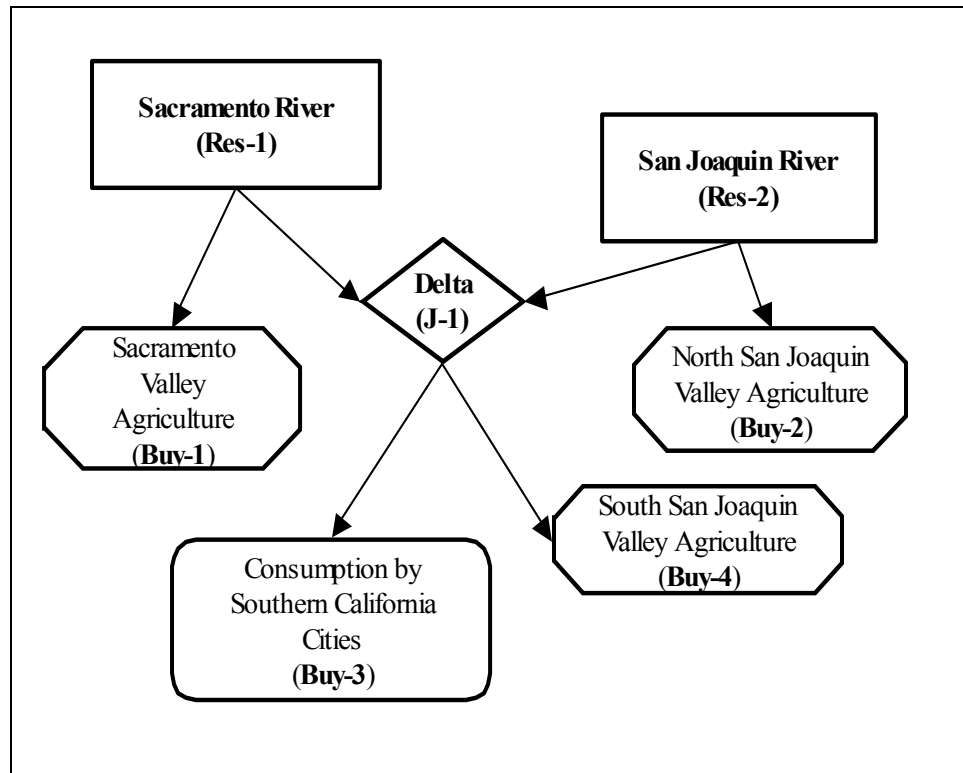 Sacramento River
(Res-1)
San Joaquin River
(Res-2)
Delta
(J-1)
Sacramento
Valley
Agriculture
(Buy-1)
North San Joaquin
Valley Agriculture
(Buy-2)
South San Joaquin
Valley Agriculture
(Buy-4)
Consumption by
Southern California
Cities
(Buy-3)